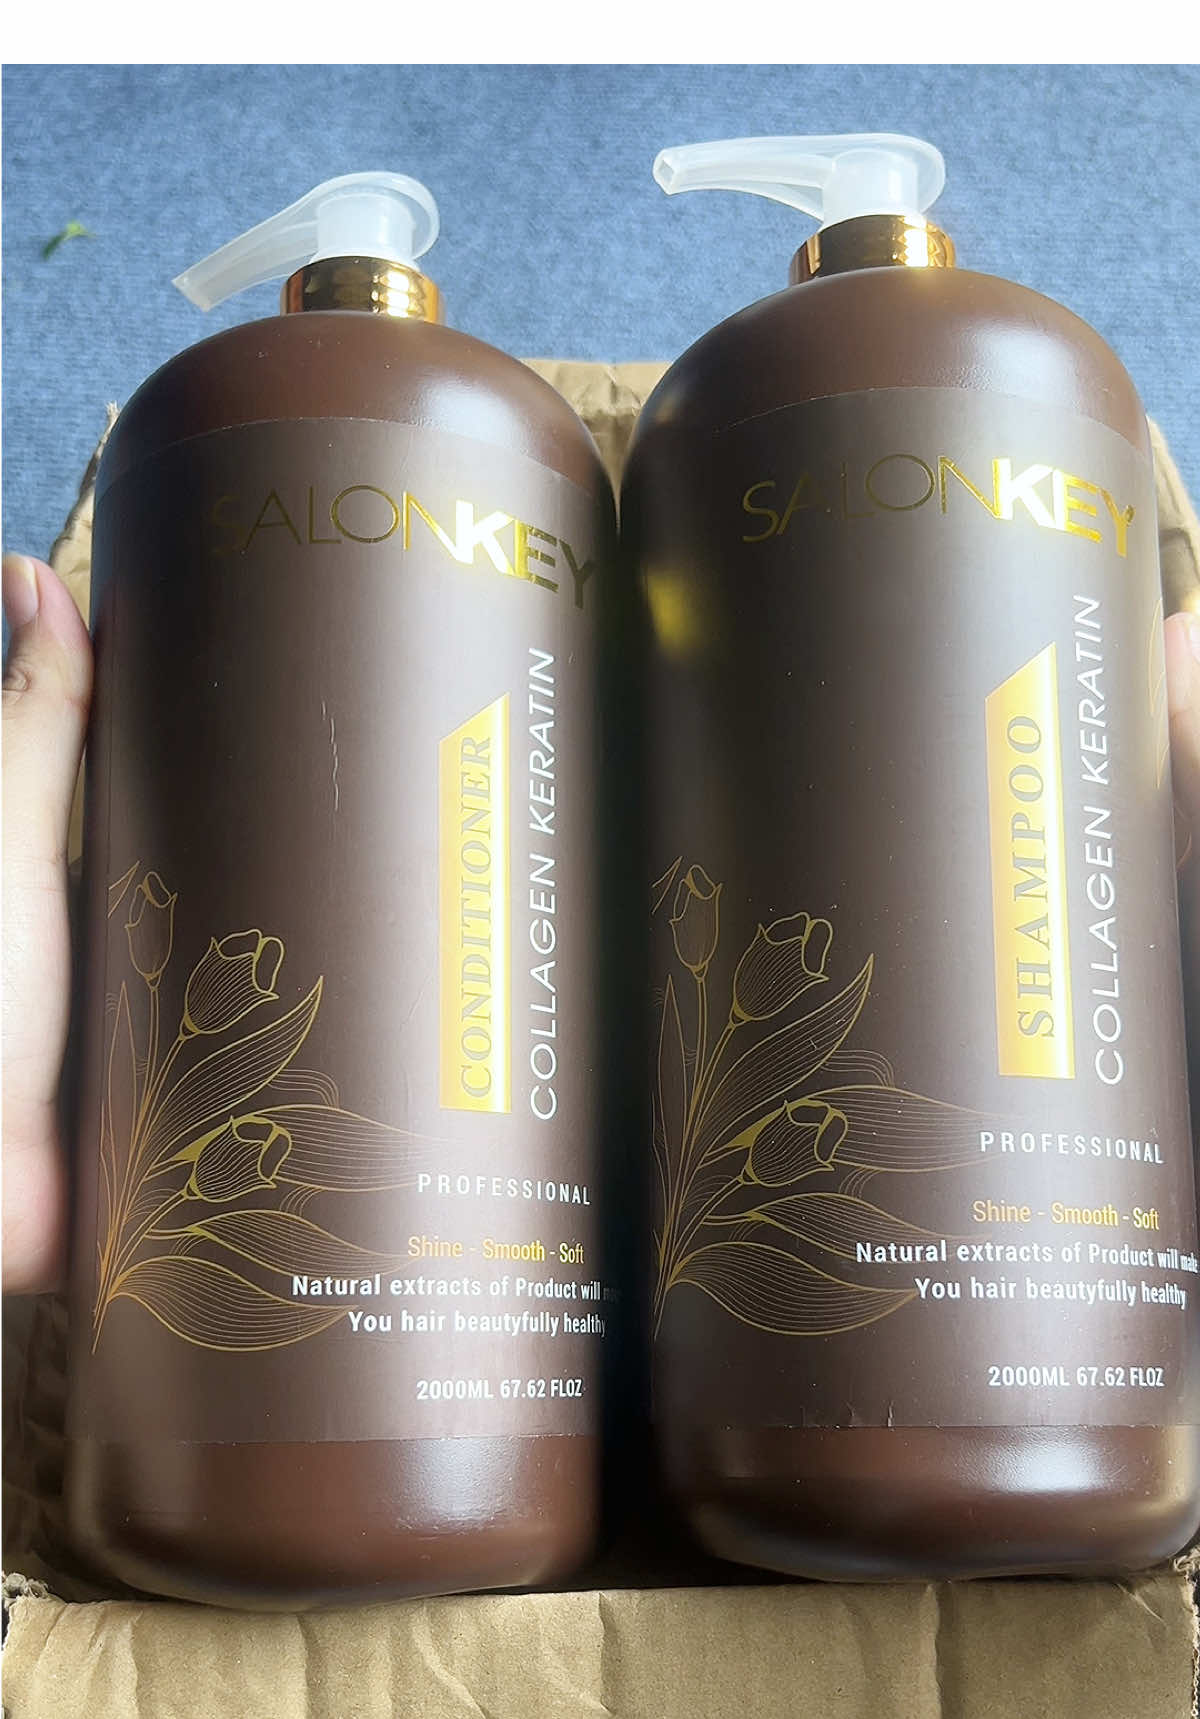 SALONKEY
CONDITIONER
COLLAGEN KERATIN
PROFESSIONAL
Shine - Smooth - Soft
Natural extracts of Product will
You hair beautyfully healthy
2000ML 67.62 FLOZ
SALONKEY
SHAMPOO
COLLAGEN KERATIN
PROFESSIONAL
Shine - Smooth - Soft
Natural extracts of Product will make
You hair beautyfully healthy
2000ML 67.62 FLOZ